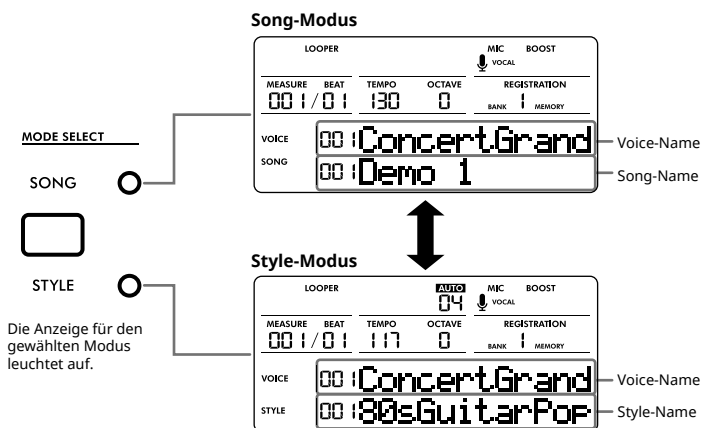 Song-Modus
LOOPER MIC BOOST
VOCAL
MEASURE BEAT TEMPO OCTAVE REGISTRATION
001/01 130 0 BANK 1 MEMORY
VOICE 001 ConcertGrand Voice-Name
SONG 001 Demo 1 Song-Name
MODE SELECT
SONG
STYLE
Die Anzeige für den
gewählten Modus
leuchtet auf.
Style-Modus
LOOPER AUTO MIC BOOST
04 VOCAL
MEASURE BEAT TEMPO OCTAVE REGISTRATION
001/01 117 0 BANK 1 MEMORY
VOICE 001 ConcertGrand Voice-Name
STYLE 001 80sGuitarPop Style-Name